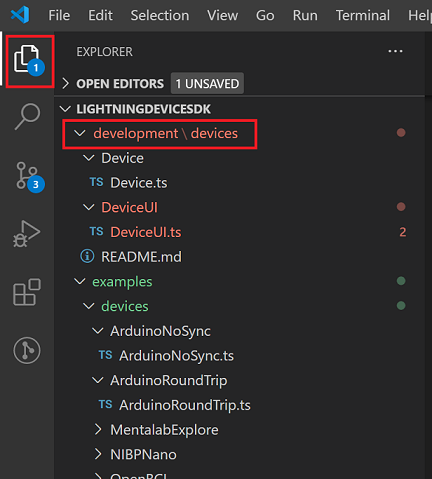 File Edit Selection View Go Run Terminal Hel
EXPLORER ...
1
OPEN EDITORS 1 UNSAVED
LIGHTNINGDEVICESDK
development \ devices
Device
TS Device.ts
3
DeviceUI
TS DeviceUI.ts 2
README.md
examples
devices
ArduinoNoSync
TS ArduinoNoSync.ts
ArduinoRoundTrip
TS ArduinoRoundTrip.ts
MentalabExplore
NIBPNano
OpenBCI